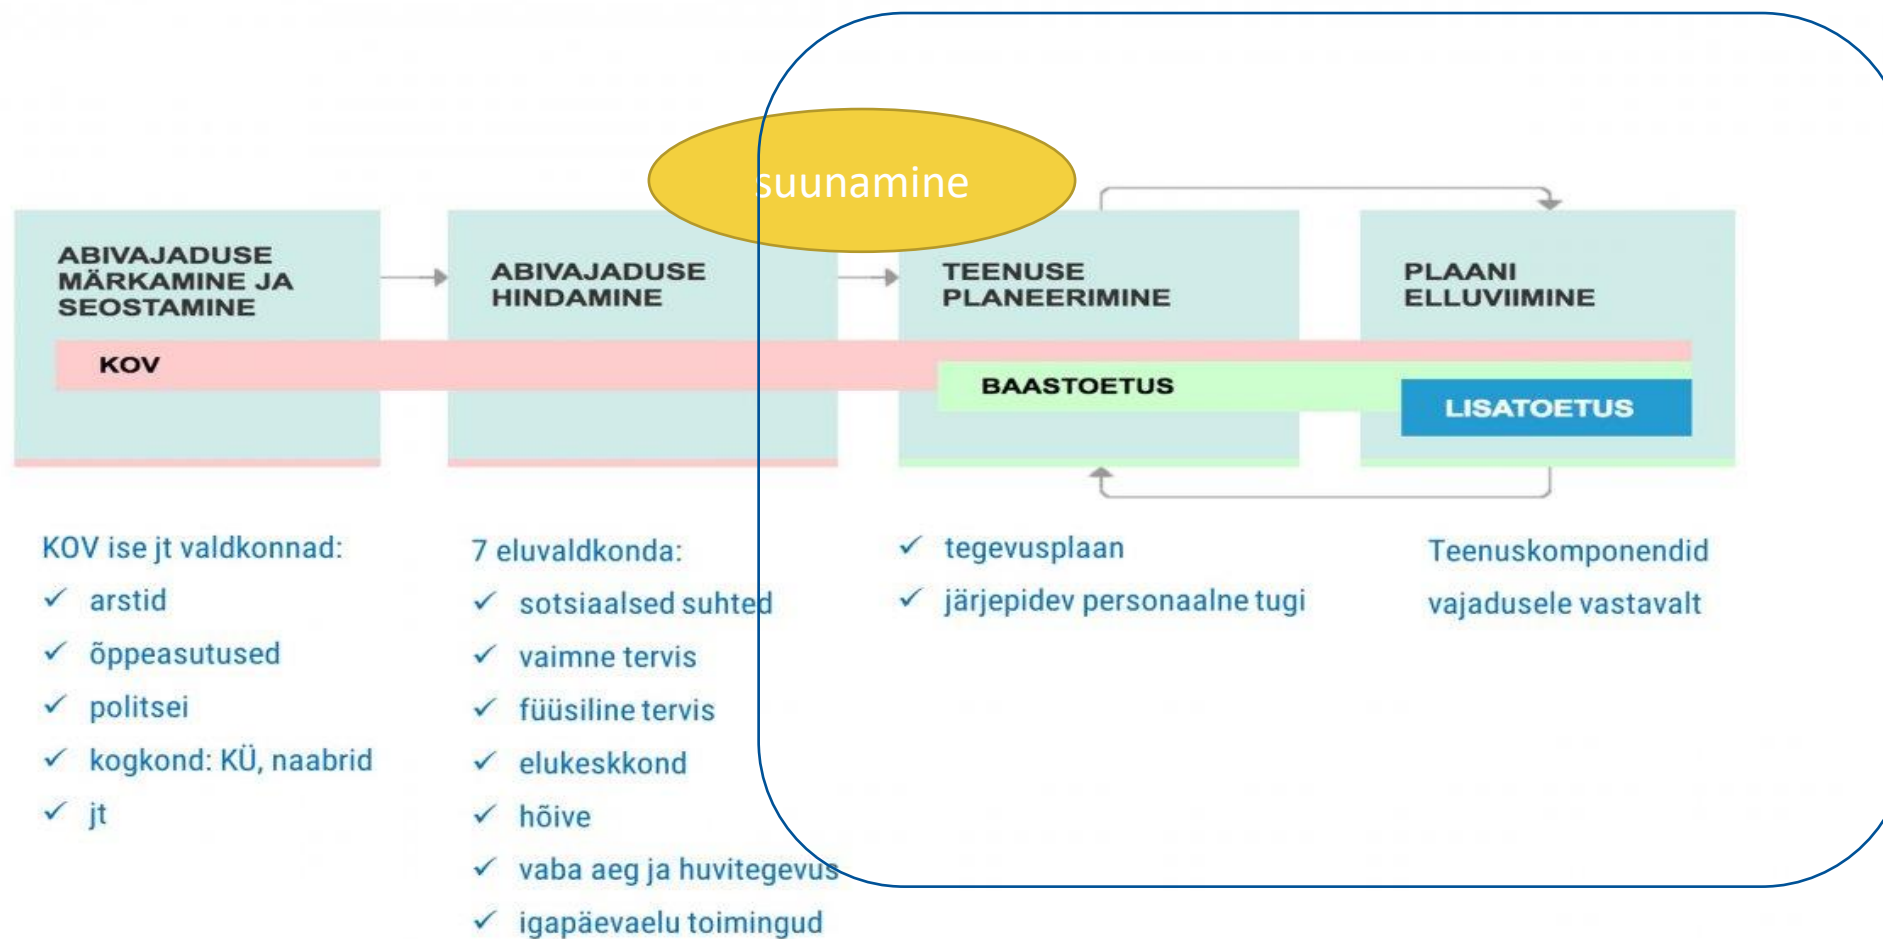 suunamine
ABIVAJADUSE
MÄRKAMINE JA
SEOSTAMINE
ABIVAJADUSE
HINDAMINE
TEENUSE
PLANEERIMINE
PLAANI
ELLUVIIMINE
KOV
BAASTOETUS
LISATOETUS
KOV ise jt valdkonnad:
✓ arstid
✓ õppeasutused
✓ politsei
✓ kogkond: KÜ, naabrid
✓ jt
7 eluvaldkonda:
✓ sotsiaalsed suhted
✓ vaimne tervis
✓ füüsiline tervis
✓ elukeskkond
✓ hõive
✓ vaba aeg ja huvitegevus
✓ igapäevaelu toimingud
✓ tegevusplaan
✓ järjepidev personaalne tugi
Teenuskomponendid
vajadusele vastavalt